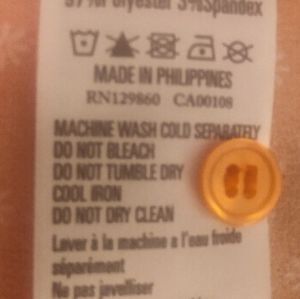 97% Polyester 3%Spandex
MADE IN PHILIPPINES
RN129860 CA00108
MACHINE WASH COLD SEPARATELY
DO NOT BLEACH
DO NOT TUMBLE DRY
COOL IRON
DO NOT DRY CLEAN
Laver à la machine a l'eau froide
séparément
Ne pas javelliser